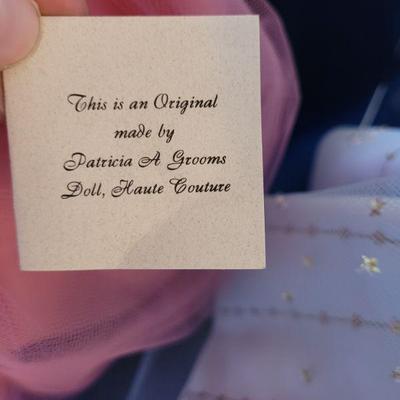 This is an Original
made by
Patricia A Grooms
Doll, Haute Couture